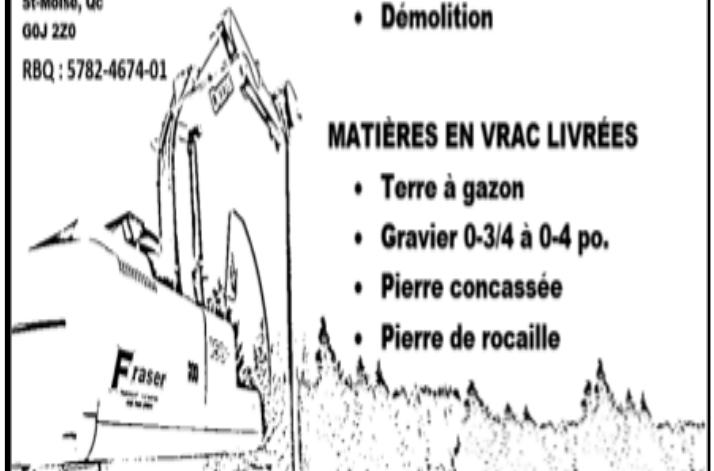 St-Moïse, Qc
G0J 2Z0
RBQ : 5782-4674-01
• Démolition
MATIÈRES EN VRAC LIVRÉES
• Terre à gazon
• Gravier 0-3/4 à 0-4 po.
• Pierre concassée
• Pierre de rocaille
Fraser